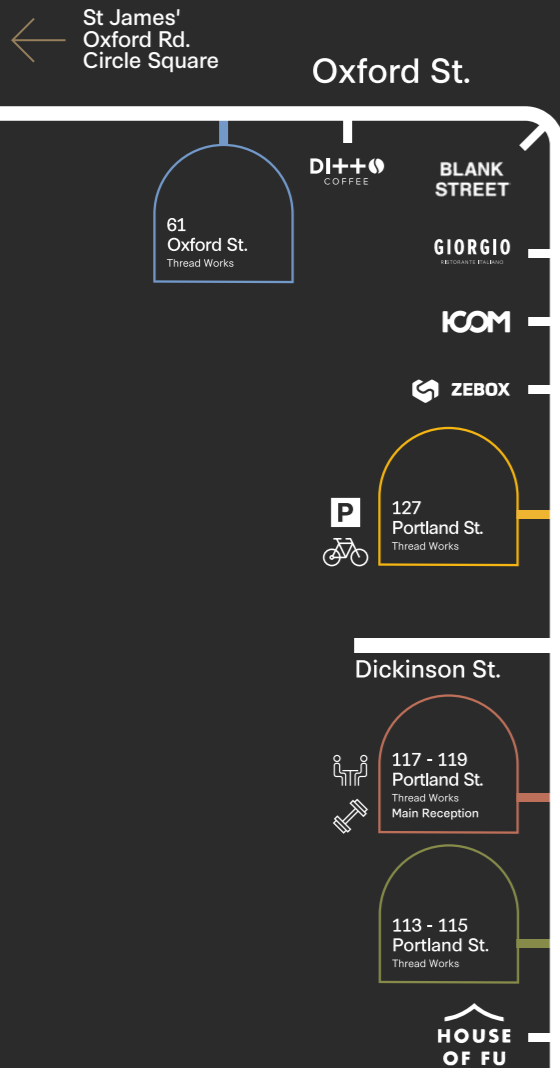 St James'
Oxford Rd.
Circle Square
Oxford St.
DI++O
COFFEE
BLANK
STREET
61
Oxford St.
Thread Works
GIORGIO
RISTORANTE ITALIANO
KOOM
ZEBOX
127
Portland St.
Thread Works
P
Dickinson St.
117 - 119
Portland St.
Thread Works
Main Reception
113 - 115
Portland St.
Thread Works
HOUSE
OF FU